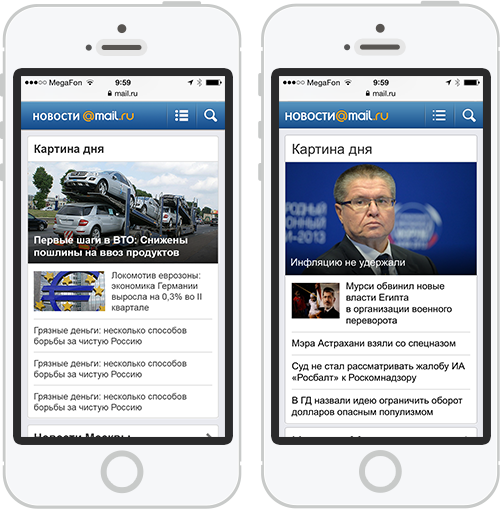 MegaFon 9:59
mail.ru
НОВОСТИ @mail.ru
Картина дня
Первые шаги в ВТО: Снижены
пошлины на ввоз продуктов
Локомотив еврозоны:
экономика Германии
выросла на 0,3% во II
квартале
Грязные деньги: несколько способов
борьбы за чистую Россию
Грязные деньги: несколько способов
борьбы за чистую Россию
Грязные деньги: несколько способов
борьбы за чистую Россию
Новости Москвы
MegaFon 9:59
mail.ru
НОВОСТИ@mail.ru
Картина дня
Инфляцию не удержали
Мурси обвинил новые
власти Египта
в организации военного
переворота
Мэра Астрахани взяли со спецназом
Суд не стал рассматривать жалобу ИА
«Росбалт» к Роскомнадзору
В ГД назвали идею ограничить оборот
долларов опасным популизмом